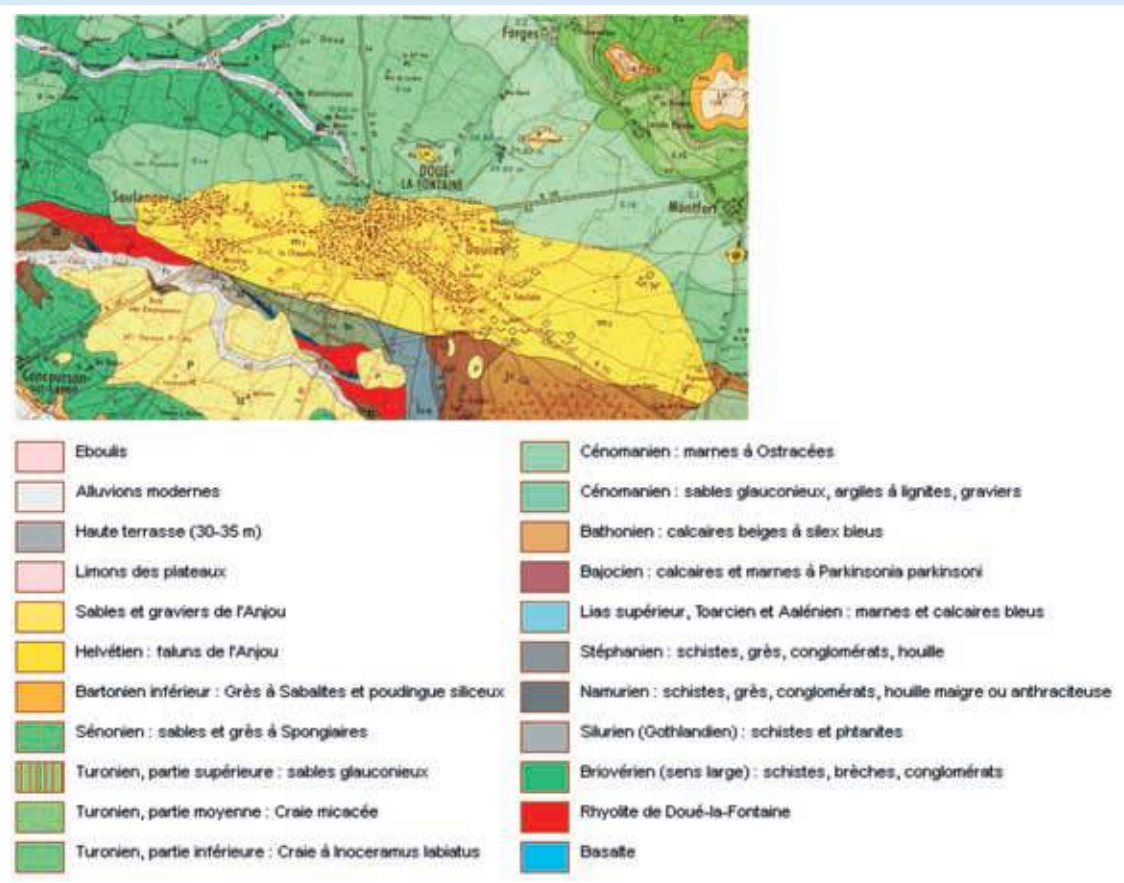 Forges
DOUÉ-
LA-FONTAINE
Soulanger
Montfort
Douces
la Chapelle
Concourson-
Eboulis
Alluvions modernes
Haute terrasse (30-35 m)
Limons des plateaux
Sables et graviers de l'Anjou
Helvétien : faluns de l'Anjou
Bartonien inférieur : Grès à Sabalites et poudingue siliceux
Sénonien : sables et grès à Spongiaires
Turonien, partie supérieure : sables glauconieux
Turonien, partie moyenne : Craie micacée
Turonien, partie inférieure : Craie à Inoceramus labiatus
Cénomanien : marnes à Ostracées
Cénomanien : sables glauconieux, argiles à lignites, graviers
Bathonien : calcaires beiges à silex bleus
Bajocien : calcaires et marnes à Parkinsonia parkinsoni
Lias supérieur, Toarcien et Aalénien : marnes et calcaires bleus
Stéphanien : schistes, grès, conglomérats, houille
Namurien : schistes, grès, conglomérats, houille maigre ou anthraciteuse
Silurien (Gothlandien) : schistes et phtanites
Briovérien (sens large) : schistes, brèches, conglomérats
Rhyolite de Doué-la-Fontaine
Basalte